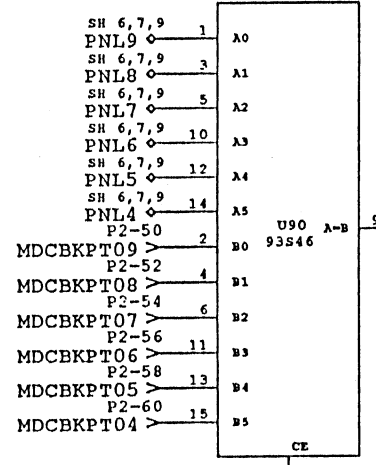 SH 6,7,9
PNL9 1 A0
SH 6,7,9
PNL8 3 A1
SH 6,7,9
PNL7 5 A2
SH 6,7,9
PNL6 10 A3
SH 6,7,9
PNL5 12 A4
SH 6,7,9
PNL4 14 A5
U90 A=B 9
93S46
P2-50
MDCBKPT09 2 B0
P2-52
MDCBKPT08 4 B1
P2-54
MDCBKPT07 6 B2
P2-56
MDCBKPT06 11 B3
P2-58
MDCBKPT05 13 B4
P2-60
MDCBKPT04 15 B5
CE